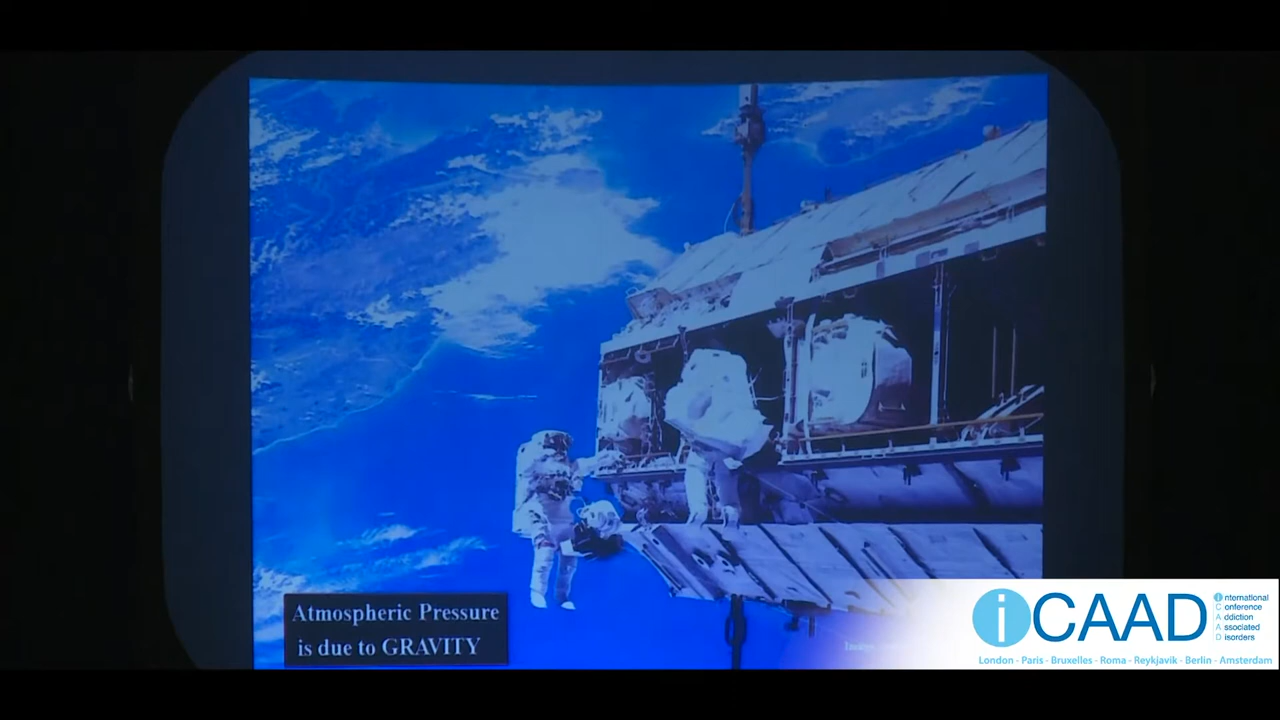 Atmospheric Pressure
is due to GRAVITY
iCAAD
international
Conference
Addiction
Associated
Disorders
London - Paris - Bruxelles - Roma - Reykjavik - Berlin - Amsterdam